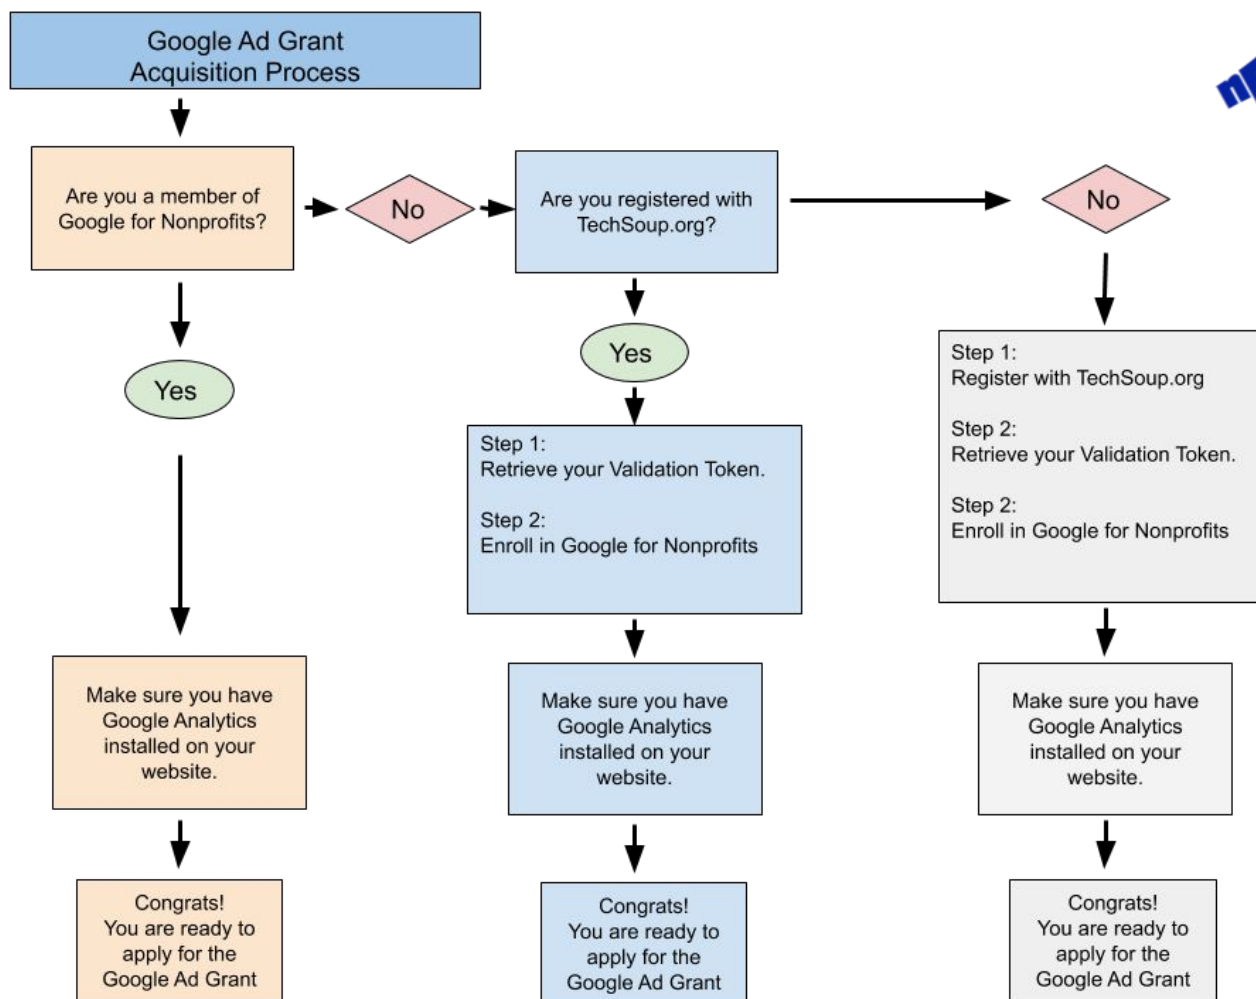 Google Ad Grant
Acquisition Process
Are you a member of
Google for Nonprofits?
No
Are you registered with
TechSoup.org?
No
Yes
Yes
Step 1:
Retrieve your Validation Token.
Step 2:
Enroll in Google for Nonprofits
Step 1:
Register with TechSoup.org
Step 2:
Retrieve your Validation Token.
Step 2:
Enroll in Google for Nonprofits
Make sure you have
Google Analytics
installed on your
website.
Make sure you have
Google Analytics
installed on your
website.
Make sure you have
Google Analytics
installed on your
website.
Congrats!
You are ready to
apply for the
Google Ad Grant
Congrats!
You are ready to
apply for the
Google Ad Grant
Congrats!
You are ready to
apply for the
Google Ad Grant